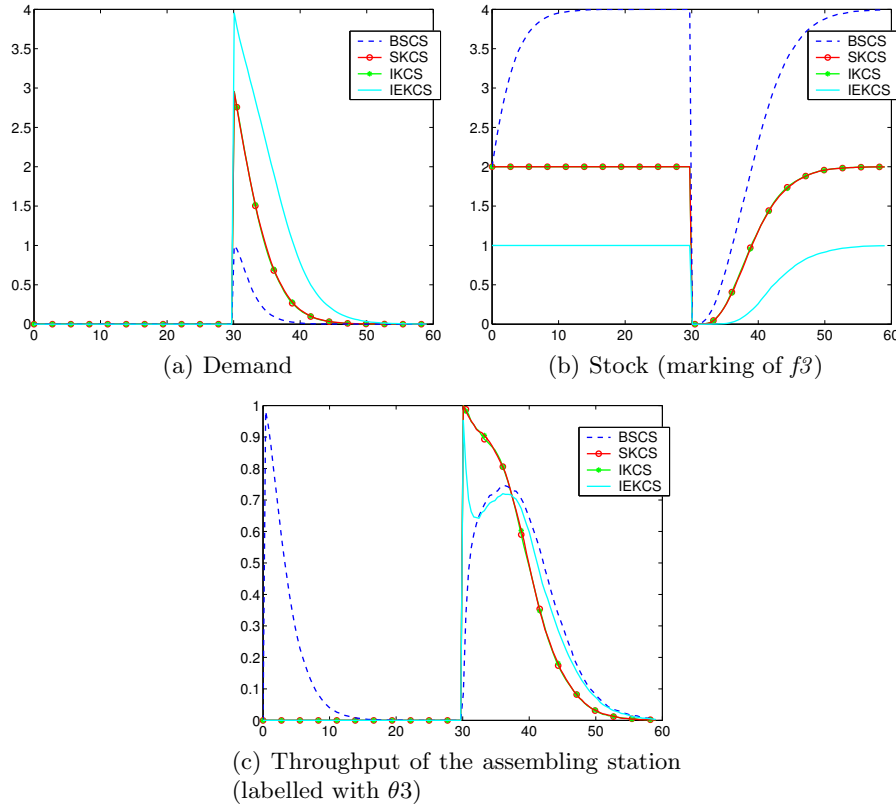 4
3.5
3
2.5
2
1.5
1
0.5
0
0 10 20 30 40 50 60
BSCS
SKCS
IKCS
IEKCS
(a) Demand
4
3.5
3
2.5
2
1.5
1
0.5
0
0 10 20 30 40 50 60
BSCS
SKCS
IKCS
IEKCS
(b) Stock (marking of f3)
1
0.9
0.8
0.7
0.6
0.5
0.4
0.3
0.2
0.1
0
0 10 20 30 40 50 60
BSCS
SKCS
IKCS
IEKCS
(c) Throughput of the assembling station
(labelled with θ3)